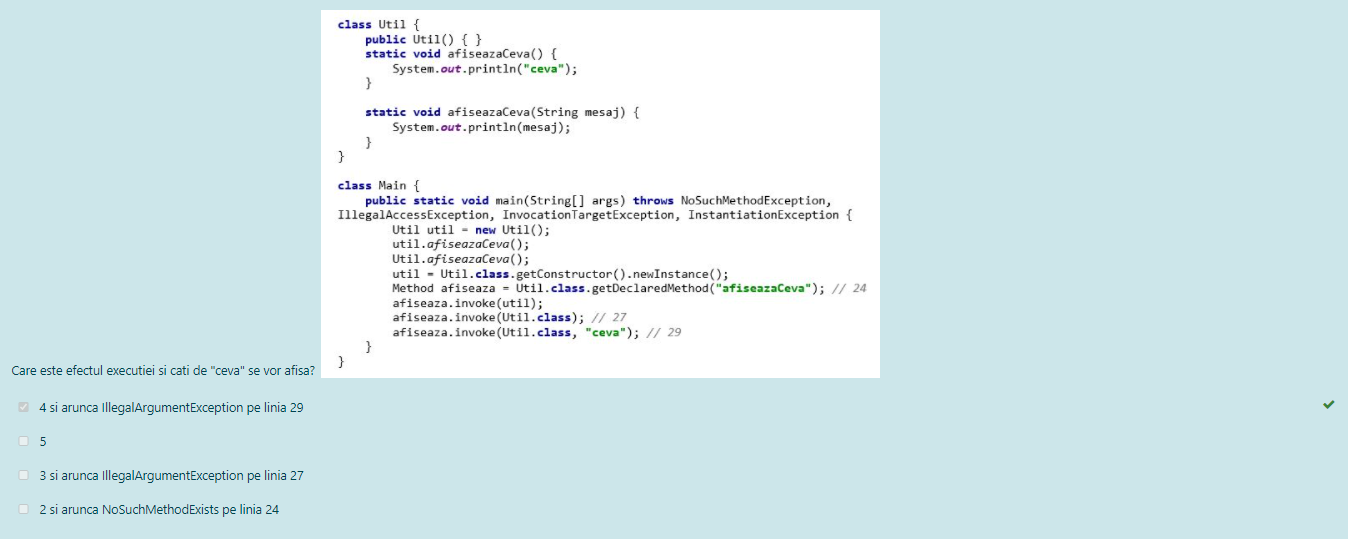 class Util {
    public Util() { }
    static void afiseazaCeva() {
        System.out.println("ceva");
    }

    static void afiseazaCeva(String mesaj) {
        System.out.println(mesaj);
    }
}

class Main {
    public static void main(String[] args) throws NoSuchMethodException,
IllegalAccessException, InvocationTargetException, InstantiationException {
        Util util = new Util();
        util.afiseazaCeva();
        Util.afiseazaCeva();
        util = Util.class.getConstructor().newInstance();
        Method afiseaza = Util.class.getDeclaredMethod("afiseazaCeva"); // 24
        afiseaza.invoke(util);
        afiseaza.invoke(Util.class); // 27
        afiseaza.invoke(Util.class, "ceva"); // 29
    }
}
Care este efectul executiei si cati de "ceva" se vor afisa?
4 si arunca IllegalArgumentException pe linia 29
5
3 si arunca IllegalArgumentException pe linia 27
2 si arunca NoSuchMethodExists pe linia 24